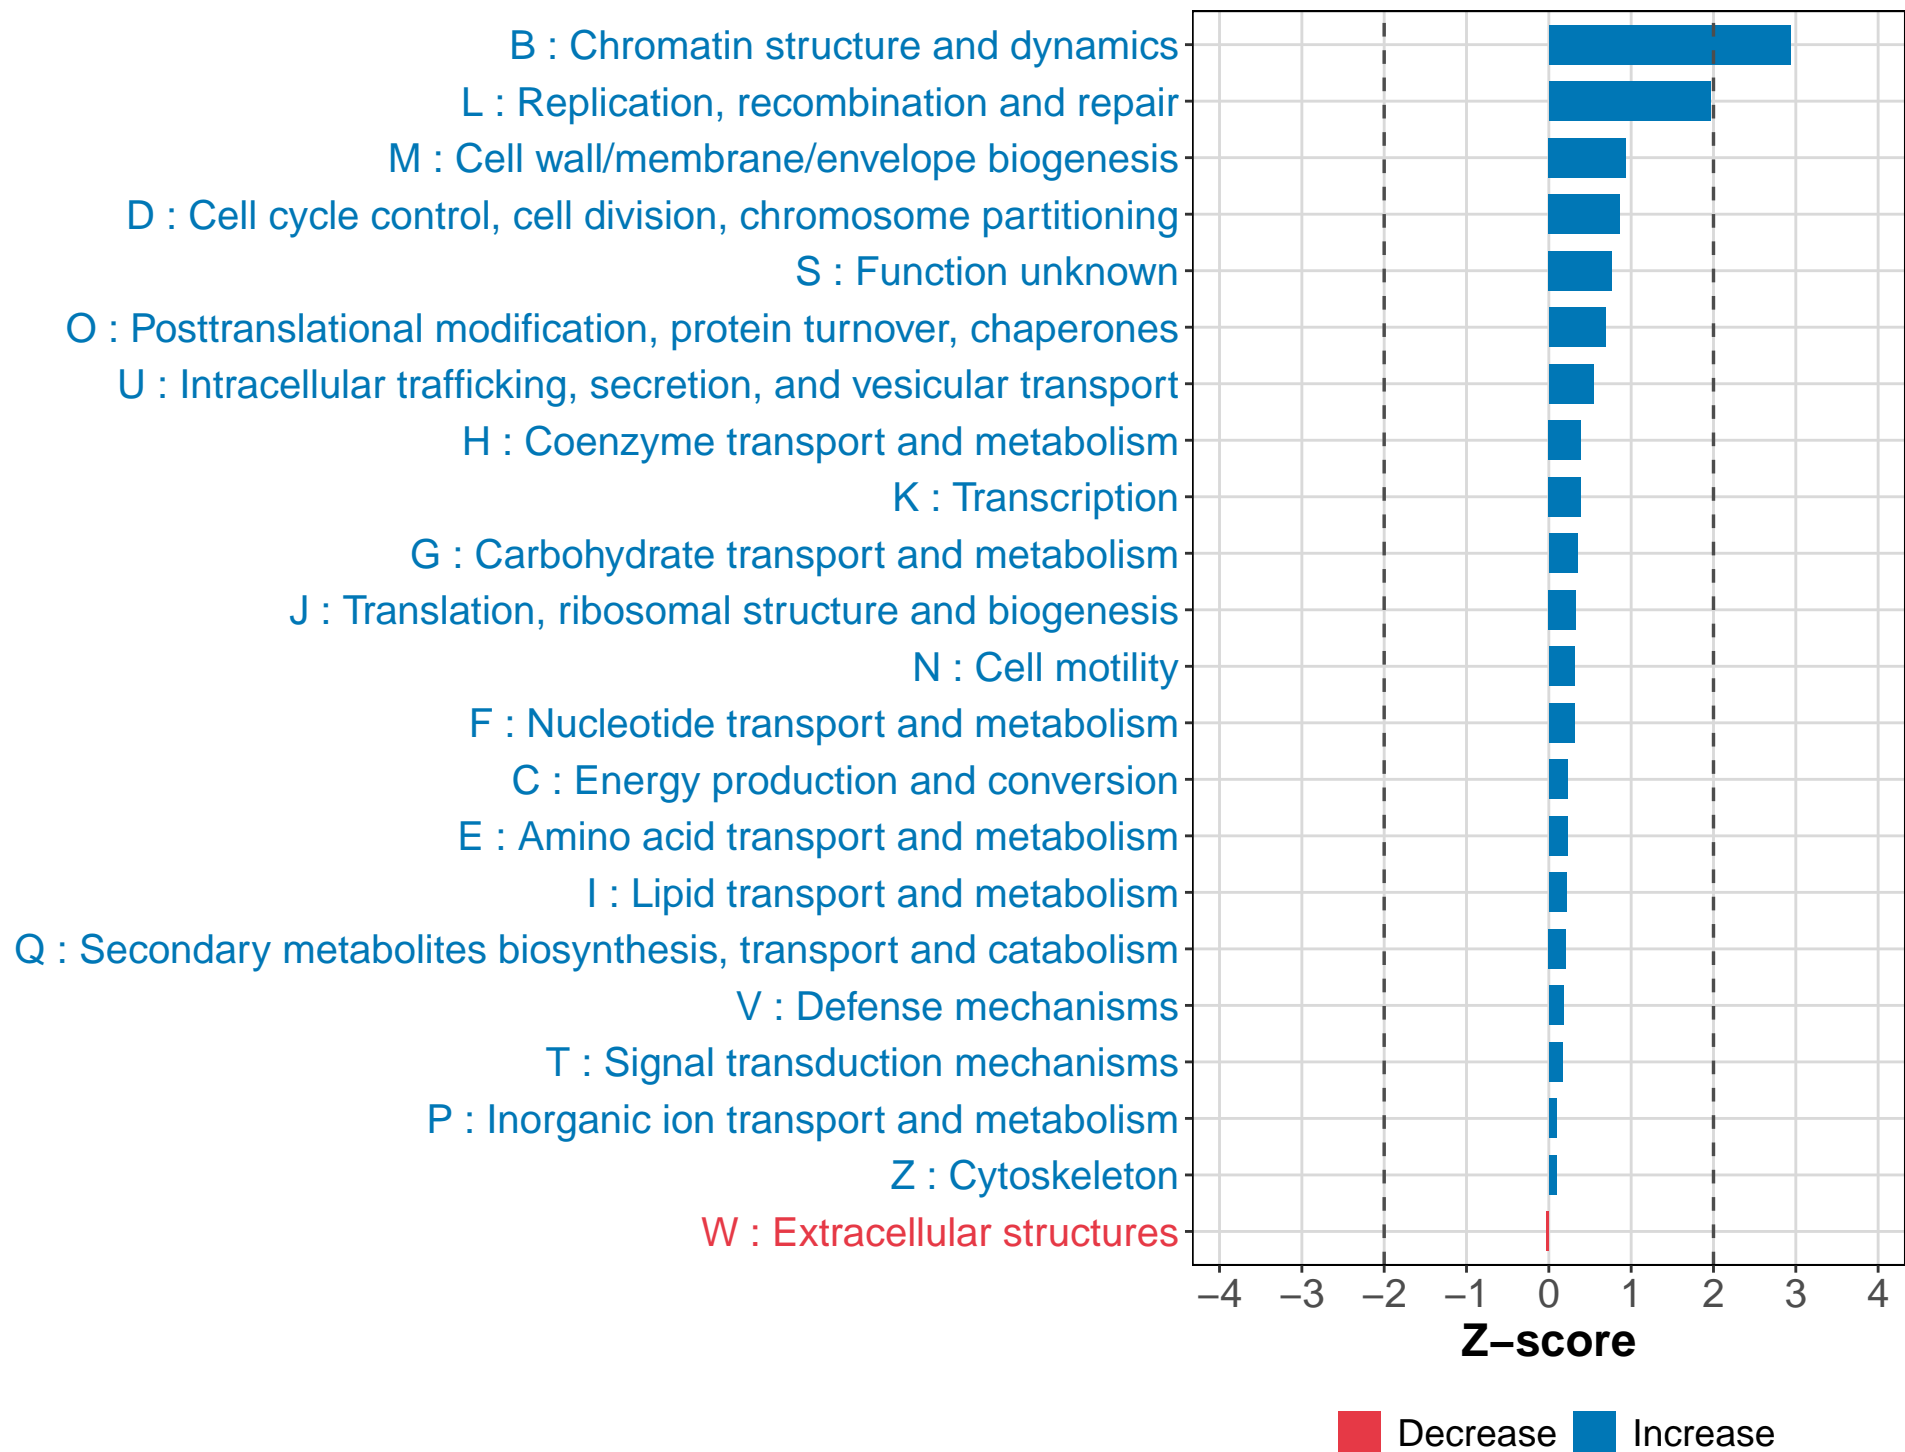 B : Chromatin structure and dynamics
L : Replication, recombination and repair
M : Cell wall/membrane/envelope biogenesis
D : Cell cycle control, cell division, chromosome partitioning
S : Function unknown
O : Posttranslational modification, protein turnover, chaperones
U : Intracellular trafficking, secretion, and vesicular transport
H : Coenzyme transport and metabolism
K : Transcription
G : Carbohydrate transport and metabolism
J : Translation, ribosomal structure and biogenesis
N : Cell motility
F : Nucleotide transport and metabolism
C : Energy production and conversion
E : Amino acid transport and metabolism
I : Lipid transport and metabolism
Q : Secondary metabolites biosynthesis, transport and catabolism
V : Defense mechanisms
T : Signal transduction mechanisms
P : Inorganic ion transport and metabolism
Z : Cytoskeleton
W : Extracellular structures
−4 −3 −2 −1 0 1 2 3 4
Z−score
Decrease Increase